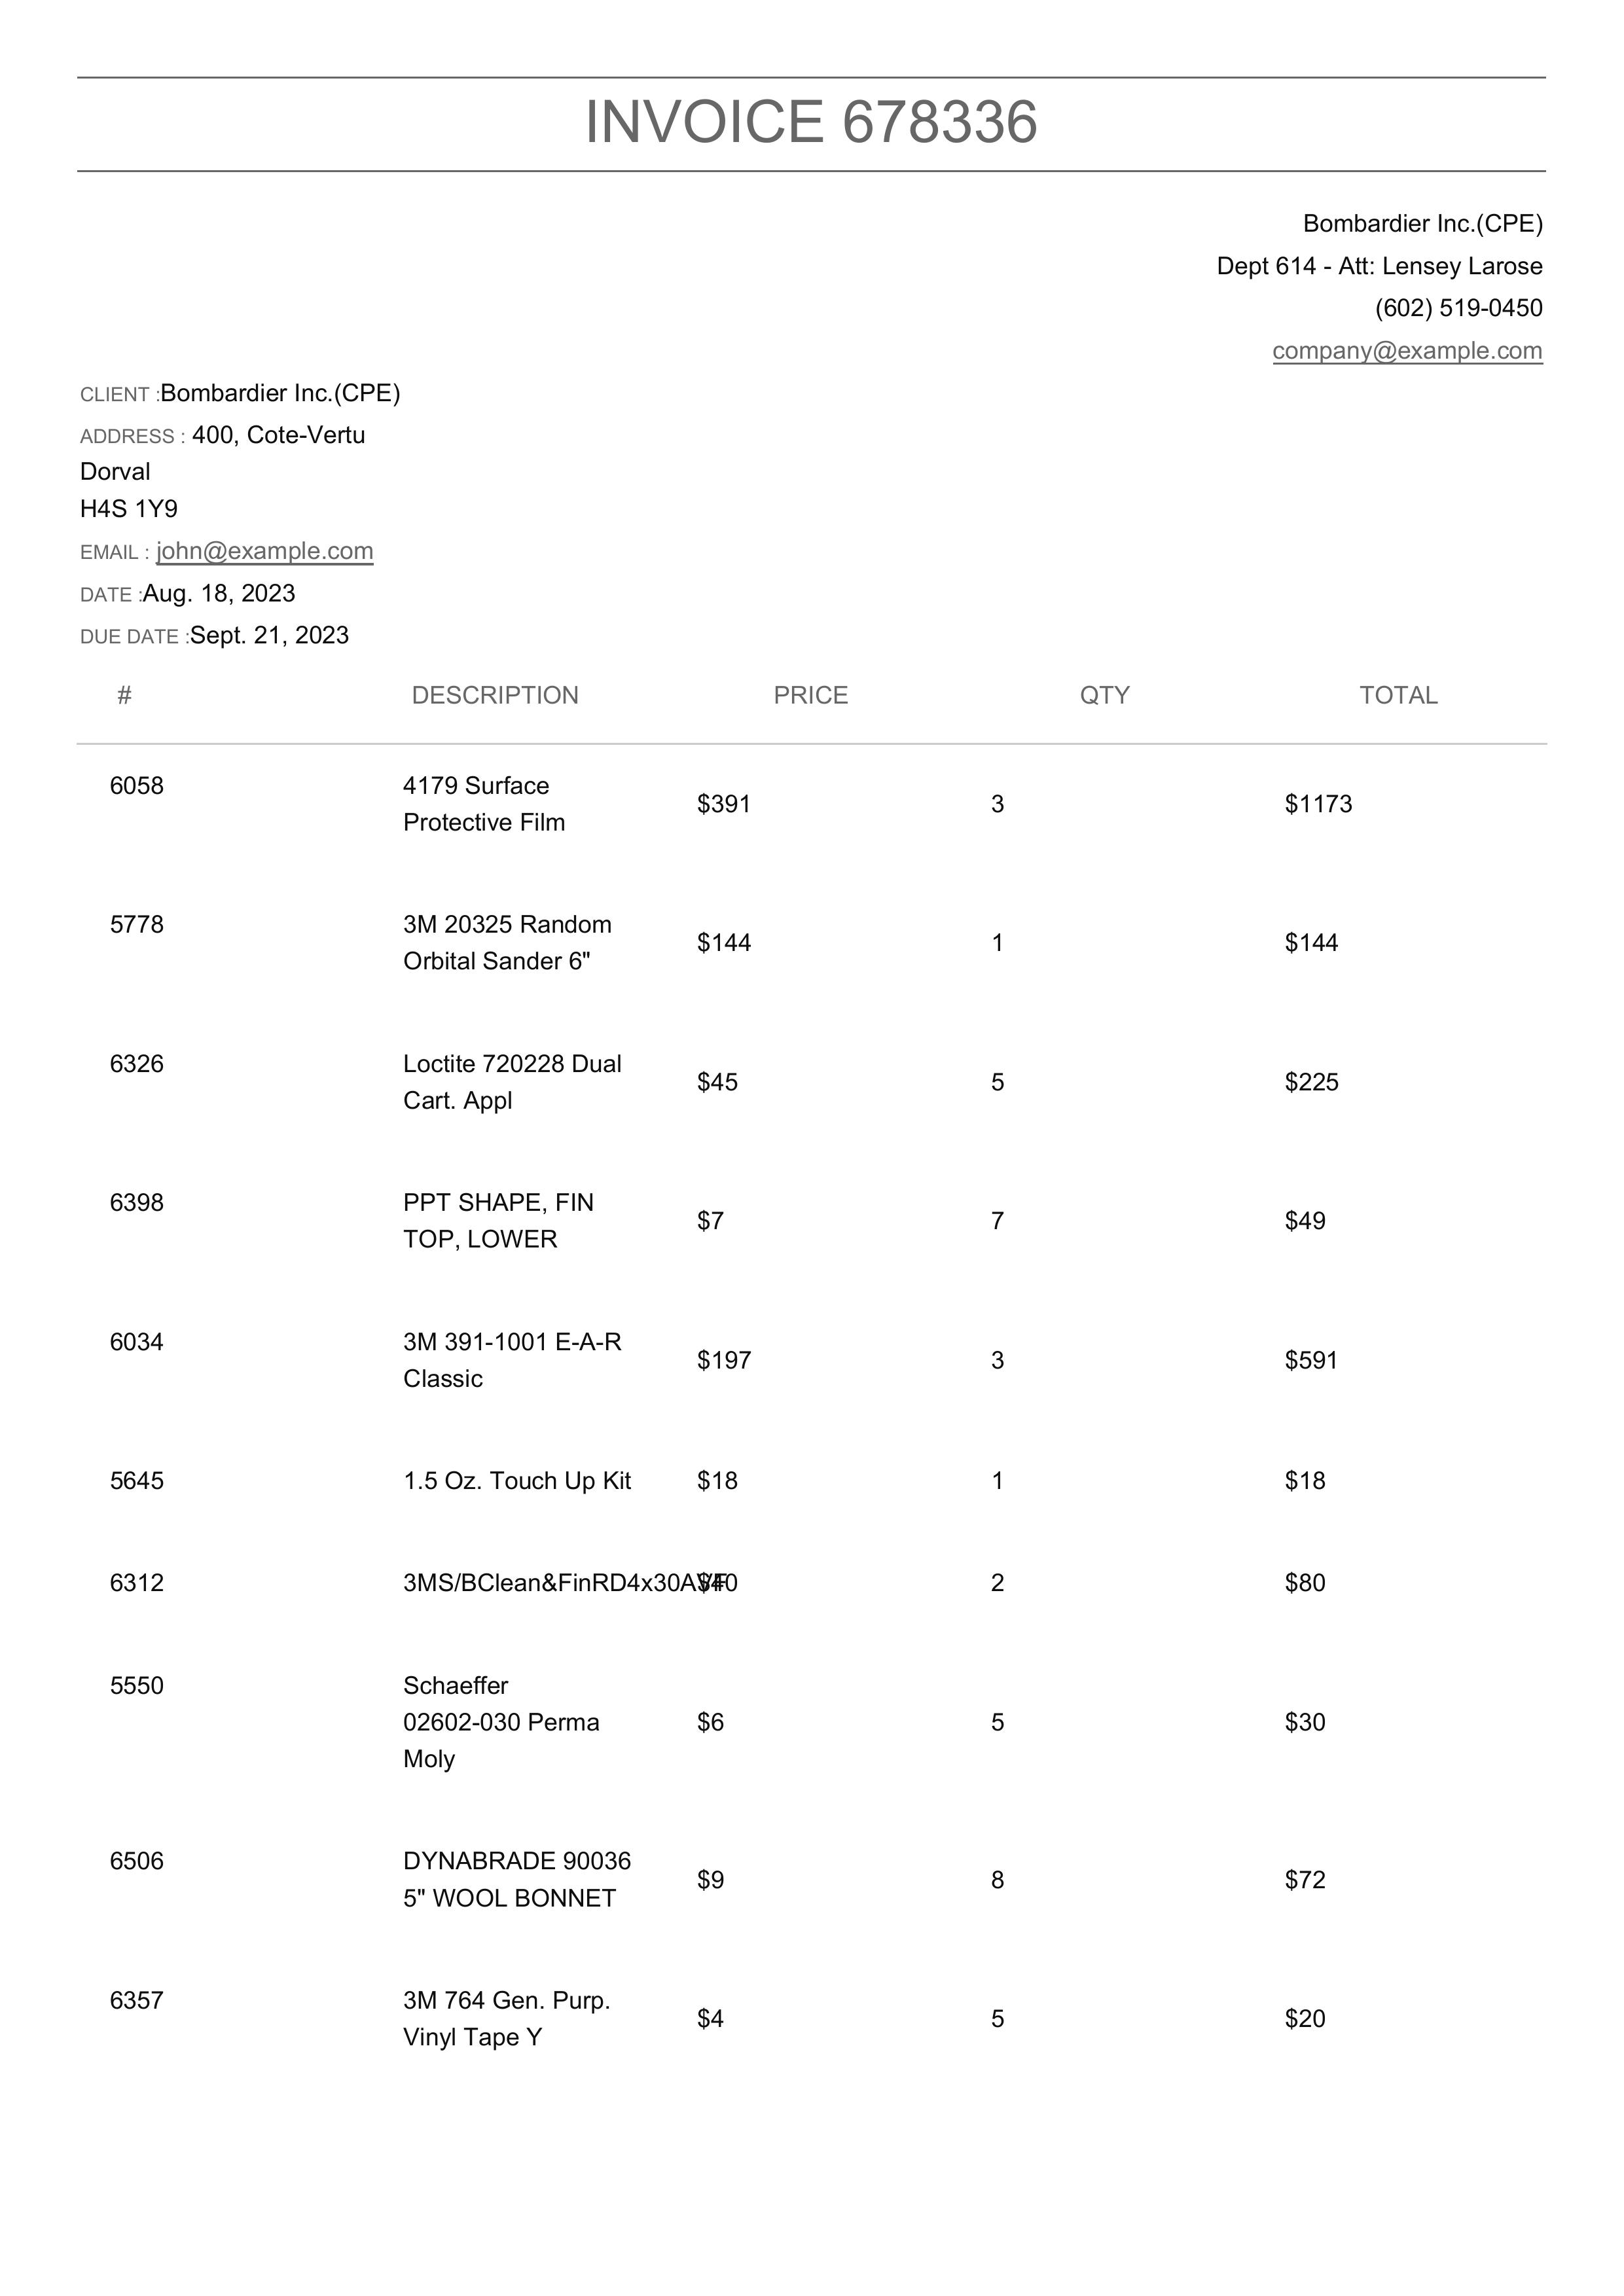 INVOICE 678336
Bombardier Inc.(CPE)
Dept 614 - Att: Lensey Larose
(602) 519-0450
company@example.com
CLIENT :Bombardier Inc.(CPE)
ADDRESS : 400, Cote-Vertu
Dorval
H4S 1Y9
EMAIL : john@example.com
DATE :Aug. 18, 2023
DUE DATE :Sept. 21, 2023
# DESCRIPTION PRICE QTY TOTAL
6058 4179 Surface
Protective Film
$391 3 $1173
5778 3M 20325 Random
Orbital Sander 6"
$144 1 $144
6326 Loctite 720228 Dual
Cart. Appl
$45 5 $225
6398 PPT SHAPE, FIN
TOP, LOWER
$7 7 $49
6034 3M 391-1001 E-A-R
Classic
$197 3 $591
5645 1.5 Oz. Touch Up Kit $18 1 $18
6312 3MS/BClean&FinRD4x30AVF $40 2 $80
5550 Schaeffer
02602-030 Perma
Moly
$6 5 $30
6506 DYNABRADE 90036
5" WOOL BONNET
$9 8 $72
6357 3M 764 Gen. Purp.
Vinyl Tape Y
$4 5 $20